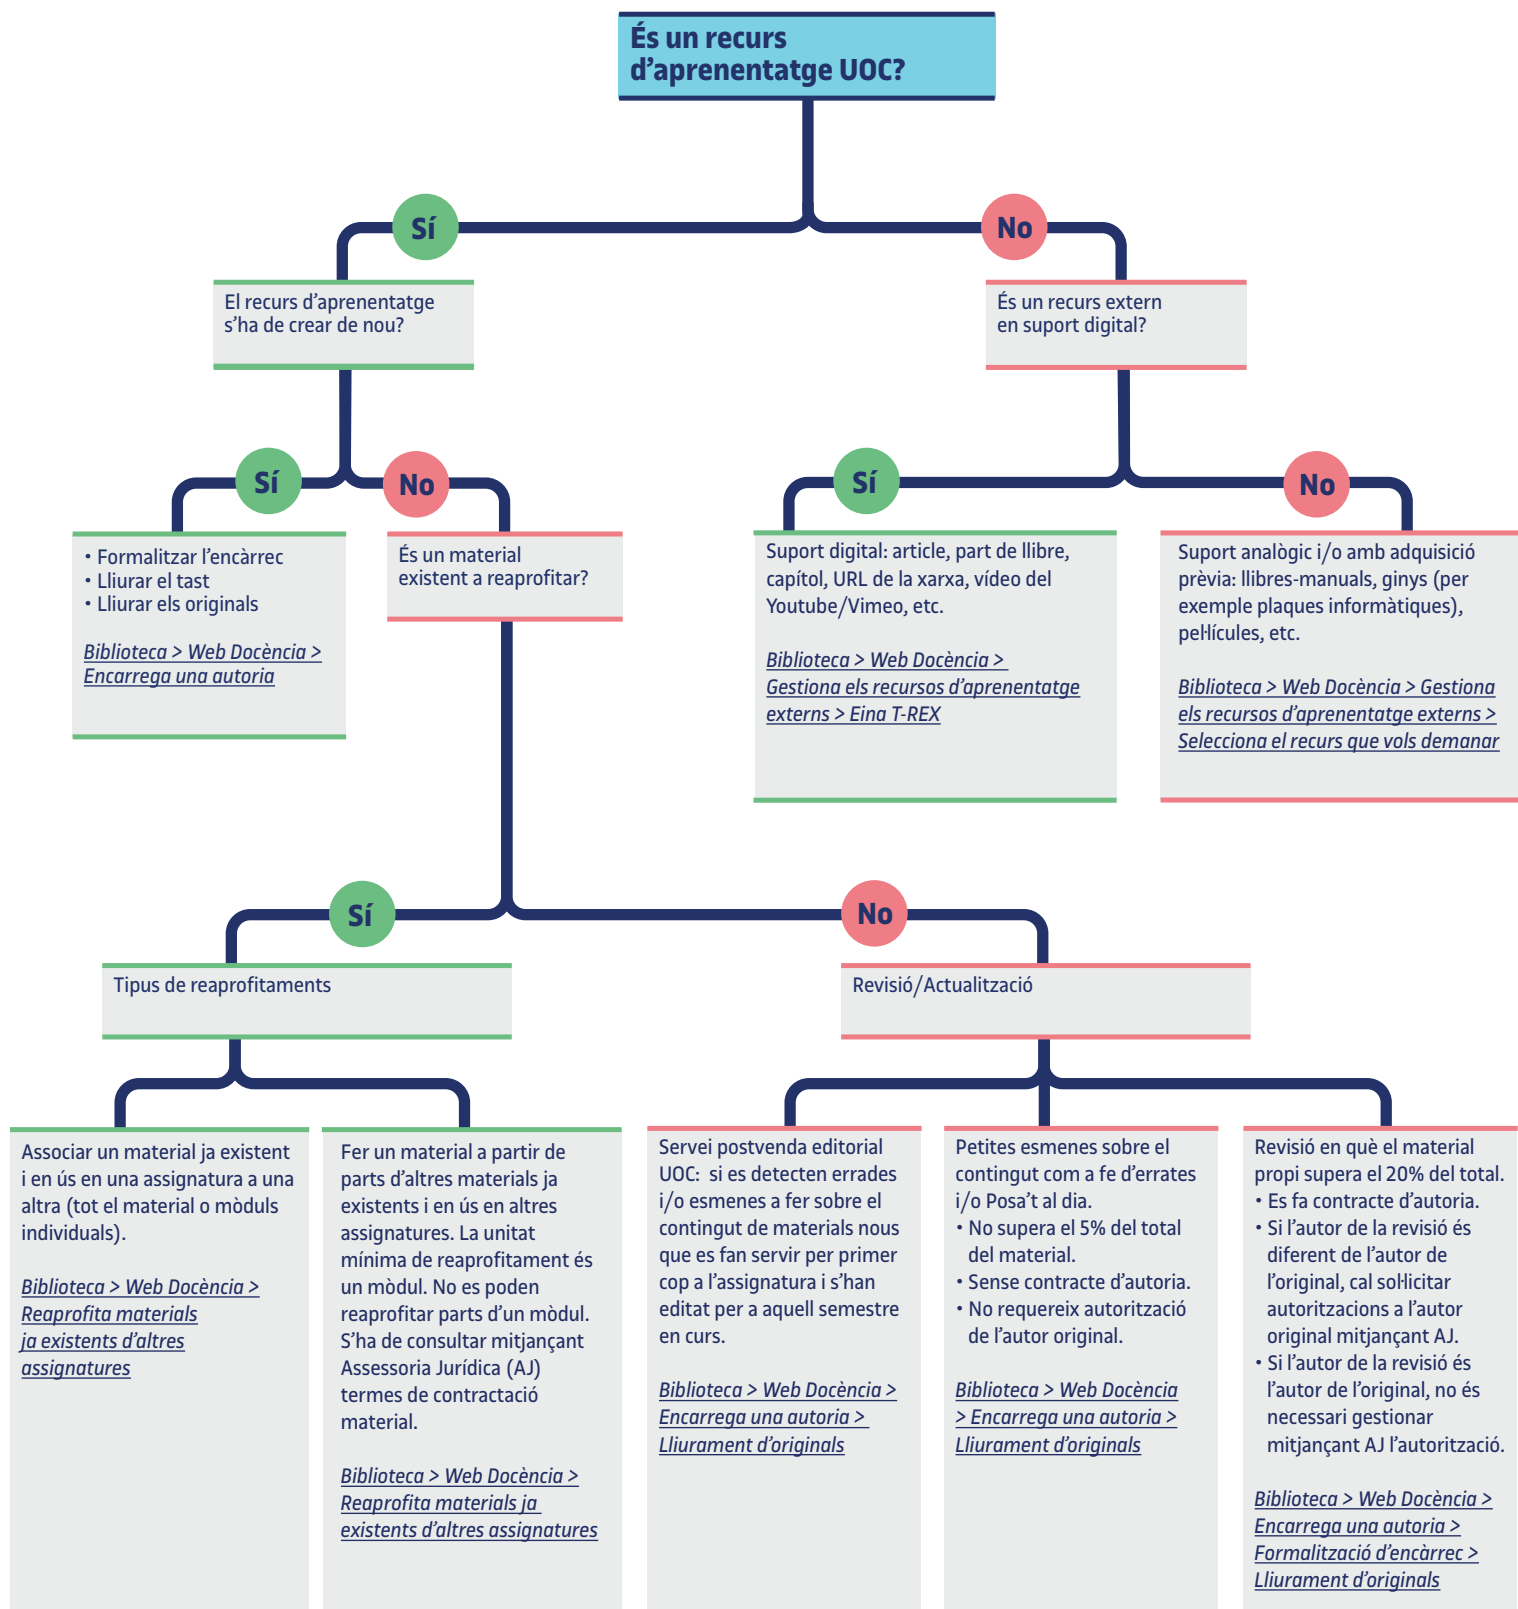 És un recurs
d’aprenentatge UOC?
Sí
No
El recurs d’aprenentatge
s’ha de crear de nou?
És un recurs extern
en suport digital?
Sí
No
Sí
No
• Formalitzar l’encàrrec
• Lliurar el tast
• Lliurar els originals
Biblioteca > Web Docència >
Encarrega una autoria
És un material
existent a reaprofitar?
Suport digital: article, part de llibre,
capítol, URL de la xarxa, vídeo del
Youtube/Vimeo, etc.
Biblioteca > Web Docència >
Gestiona els recursos d’aprenentatge
externs > Eina T-REX
Suport analògic i/o amb adquisició
prèvia: llibres-manuals, ginys (per
exemple plaques informàtiques),
pel·lícules, etc.
Biblioteca > Web Docència > Gestiona
els recursos d’aprenentatge externs >
Selecciona el recurs que vols demanar
Sí
No
Tipus de reaprofitaments
Revisió/Actualització
Associar un material ja existent
i en ús en una assignatura a una
altra (tot el material o mòduls
individuals).
Biblioteca > Web Docència >
Reaprofita materials
ja existents d’altres
assignatures
Fer un material a partir de
parts d’altres materials ja
existents i en ús en altres
assignatures. La unitat
mínima de reaprofitament és
un mòdul. No es poden
reaprofitar parts d’un mòdul.
S’ha de consultar mitjançant
Assessoria Jurídica (AJ)
termes de contractació
material.
Biblioteca > Web Docència >
Reaprofita materials ja
existents d’altres assignatures
Servei postvenda editorial
UOC: si es detecten errades
i/o esmenes a fer sobre el
contingut de materials nous
que es fan servir per primer
cop a l’assignatura i s’han
editat per a aquell semestre
en curs.
Biblioteca > Web Docència >
Encarrega una autoria >
Lliurament d’originals
Petites esmenes sobre el
contingut com a fe d’errates
i/o Posa’t al dia.
• No supera el 5% del total
del material.
• Sense contracte d’autoria.
• No requereix autorització
de l’autor original.
Biblioteca > Web Docència
> Encarrega una autoria >
Lliurament d’originals
Revisió en què el material
propi supera el 20% del total.
• Es fa contracte d’autoria.
• Si l’autor de la revisió és
diferent de l’autor de
l’original, cal sol·licitar
autoritzacions a l’autor
original mitjançant AJ.
• Si l’autor de la revisió és
l’autor de l’original, no és
necessari gestionar
mitjançant AJ l’autorització.
Biblioteca > Web Docència >
Encarrega una autoria >
Formalització d’encàrrec >
Lliurament d’originals